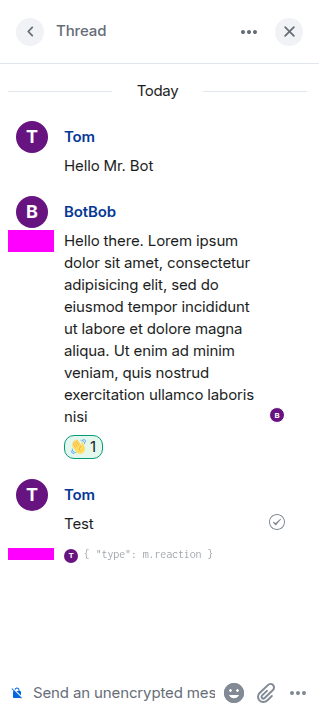 Thread
Today
T
Tom
Hello Mr. Bot
B
BotBob
Hello there. Lorem ipsum
dolor sit amet, consectetur
adipisicing elit, sed do
eiusmod tempor incididunt
ut labore et dolore magna
aliqua. Ut enim ad minim
veniam, quis nostrud
exercitation ullamco laboris
nisi
B
👋 1
T
Tom
Test
T { "type": m.reaction }
Send an unencrypted mes